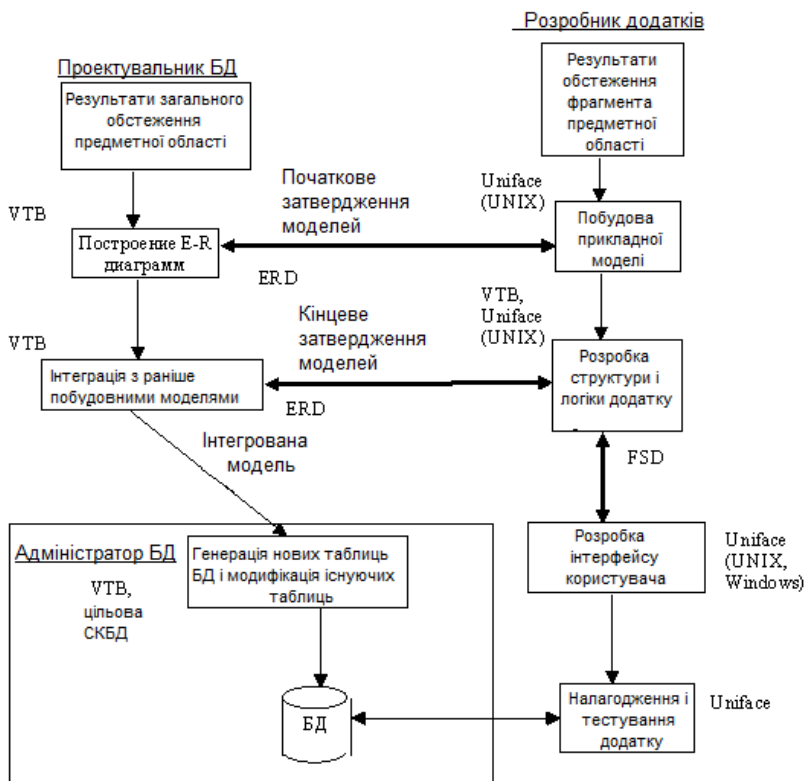 Розробник додатків
Проектувальник БД
Результати загального
обстеження
предметної області
Результати
обстеження
фрагмента
предметної
області
VTB
Початкове
затвердження
моделей
Uniface
(UNIX)
Построение E-R
диаграмм
Побудова
прикладної
моделі
ERD
VTB
Кінцеве
затвердження
моделей
VTB,
Uniface
(UNIX)
Інтеграція з раніше
побудовними моделями
Розробка
структури і
логіки додатку
ERD
Інтегрована
модель
FSD
Адміністратор БД
VTB,
цільова
СКБД
Генерація нових таблиць
БД і модифікація існуючих
таблиць
Розробка
інтерфейсу
користувача
Uniface
(UNIX,
Windows)
БД
Налагодження і
тестування
додатку
Uniface